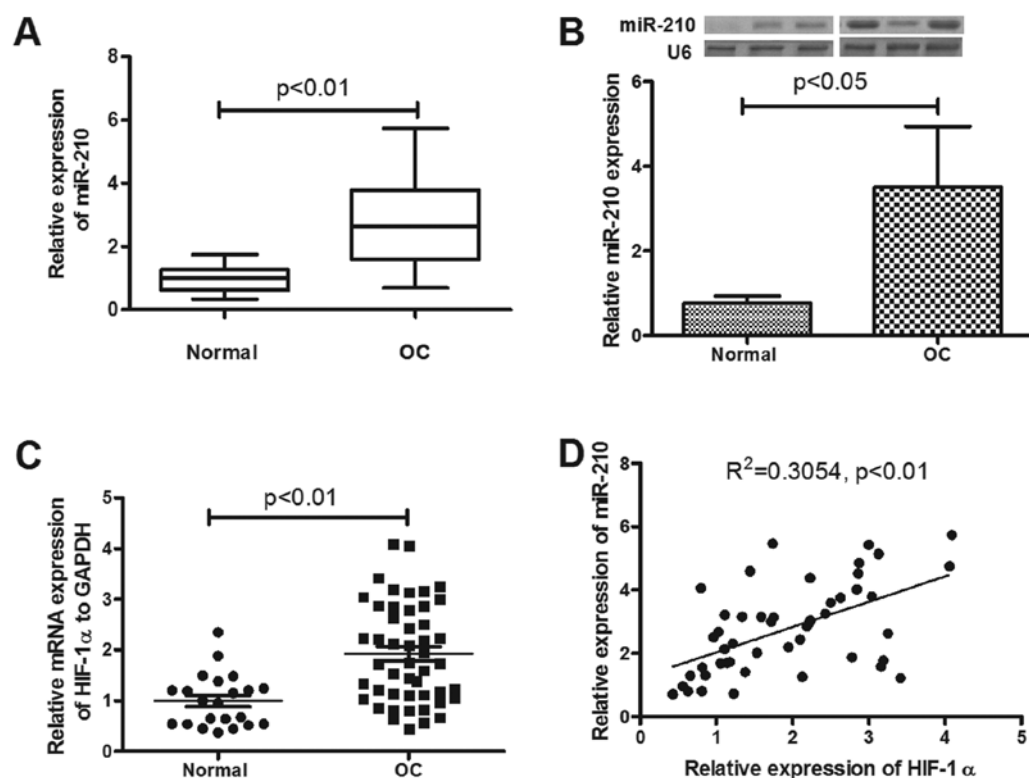 A
Relative expression
of miR-210
8
6
4
2
0
p<0.01
Normal
OC
B
miR-210
U6
Relative miR-210 expression
6
4
2
0
p<0.05
Normal
OC
C
Relative mRNA expression
of HIF-1α to GAPDH
5
4
3
2
1
0
p<0.01
Normal
OC
D
Relative expression of miR-210
8
6
4
2
0
R²=0.3054, p<0.01
0 1 2 3 4 5
Relative expression of HIF-1 α